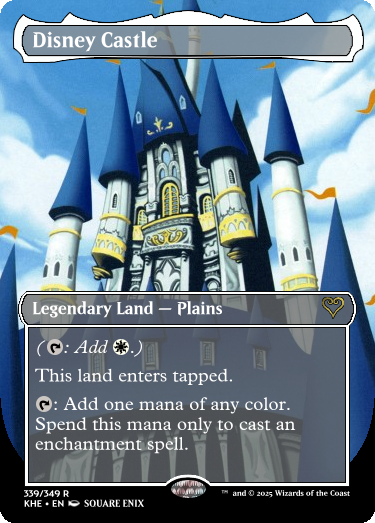 Disney Castle
Legendary Land — Plains
(: Add .)
This land enters tapped.
: Add one mana of any color.
Spend this mana only to cast an
enchantment spell.
339/349 R
KHE • EN SQUARE ENIX
™ and © 2025 Wizards of the Coast